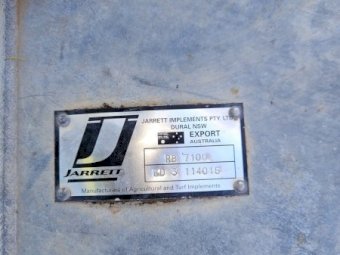 JARRETT IMPLEMENTS PTY. LTD.
DURAL NSW
EXPORT
AUSTRALIA
JARRETT
Manufacturers of Agricultural and Turf Implements